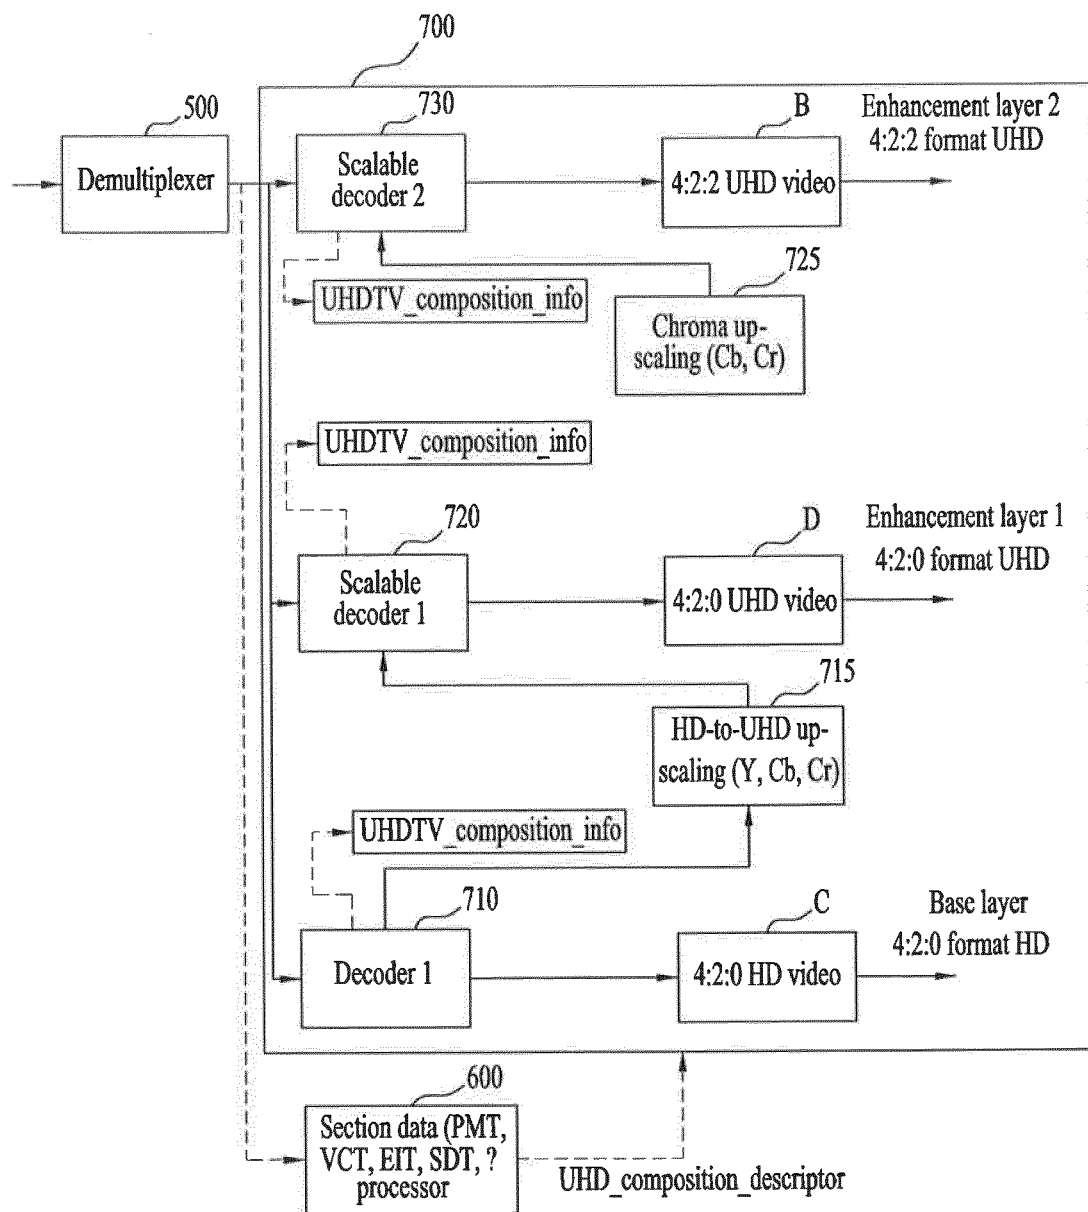 700
500
730
B
Enhancement layer 2
4:2:2 format UHD
Demultiplexer
Scalable
decoder 2
4:2:2 UHD video
725
UHDTV_composition_info
Chroma up-
scaling (Cb, Cr)
UHDTV_composition_info
720
D
Enhancement layer 1
4:2:0 format UHD
Scalable
decoder 1
4:2:0 UHD video
715
HD-to-UHD up-
scaling (Y, Cb, Cr)
UHDTV_composition_info
710
C
Base layer
4:2:0 format HD
Decoder 1
4:2:0 HD video
600
Section data (PMT,
VCT, EIT, SDT, ?
processor
UHD_composition_descriptor